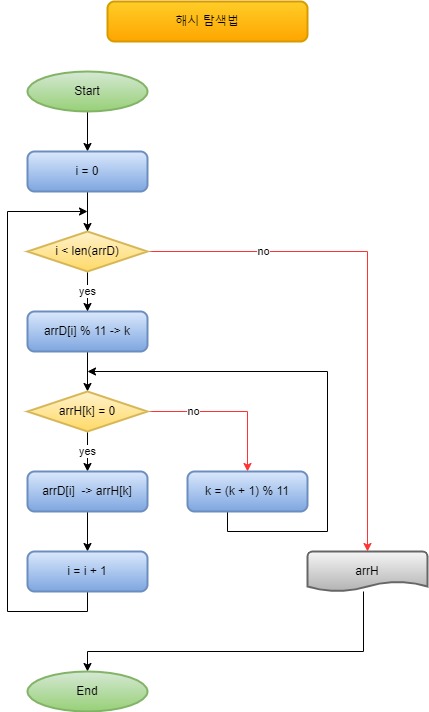 해시 탐색법
Start
i = 0
i < len(arrD)
no
yes
arrD[i] % 11 -> k
arrH[k] = 0
no
yes
arrD[i] -> arrH[k]
k = (k + 1) % 11
i = i + 1
arrH
End